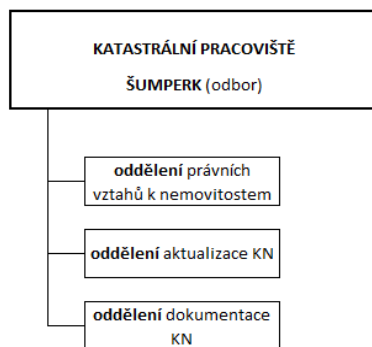 KATASTRÁLNÍ PRACOVIŠTĚ
ŠUMPERK (odbor)
oddělení právních
vztahů k nemovitostem
oddělení aktualizace KN
oddělení dokumentace
KN